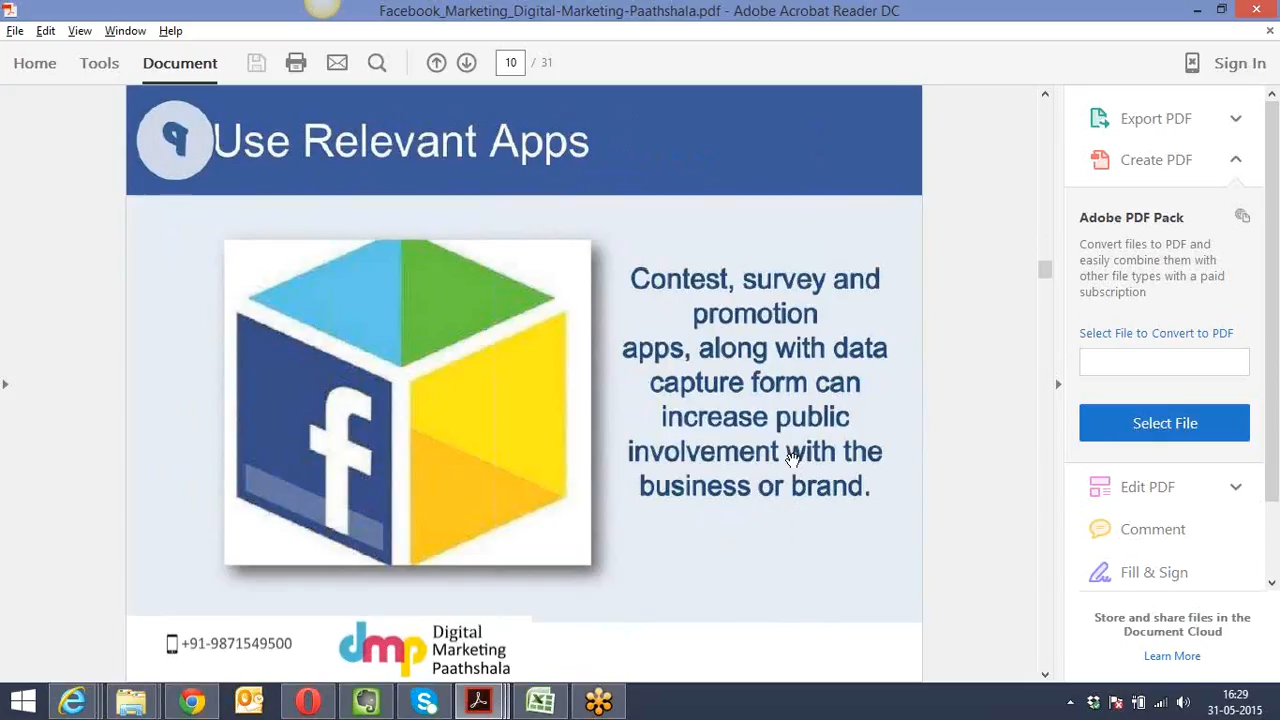 Facebook_Marketing_Digital-Marketing-Paathshala.pdf - Adobe Acrobat Reader DC
File Edit View Window Help
Home Tools Document 10 / 31 Sign In
९ Use Relevant Apps
Contest, survey and
promotion
apps, along with data
capture form can
increase public
involvement with the
business or brand.
f
+91-9871549500
dmp Digital
Marketing
Paathshala
Export PDF
Create PDF
Adobe PDF Pack
Convert files to PDF and
easily combine them with
other file types with a paid
subscription
Select File to Convert to PDF
Select File
Edit PDF
Comment
Fill & Sign
Store and share files in the
Document Cloud
Learn More
16:29
31-05-2015